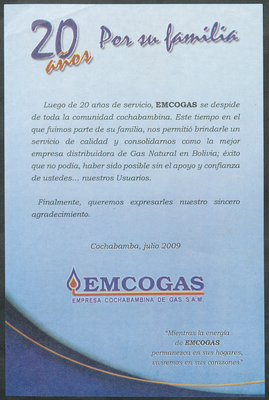 20 años
Por su familia
Luego de 20 años de servicio, EMCOGAS se despide
de toda la comunidad cochabambina. Este tiempo en el
que fuimos parte de su familia, nos permitió brindarle un
servicio de calidad y consolidarnos como la mejor
empresa distribuidora de Gas Natural en Bolivia; éxito
que no podía, haber sido posible sin el apoyo y confianza
de ustedes... nuestros Usuarios.
Finalmente, queremos expresarles nuestro sincero
agradecimiento.
Cochabamba, julio 2009
EMCOGAS
EMPRESA COCHABAMBINA DE GAS S.A.M.
"Mientras la energía
de EMCOGAS
permanezca en sus hogares,
viviremos en sus corazones"